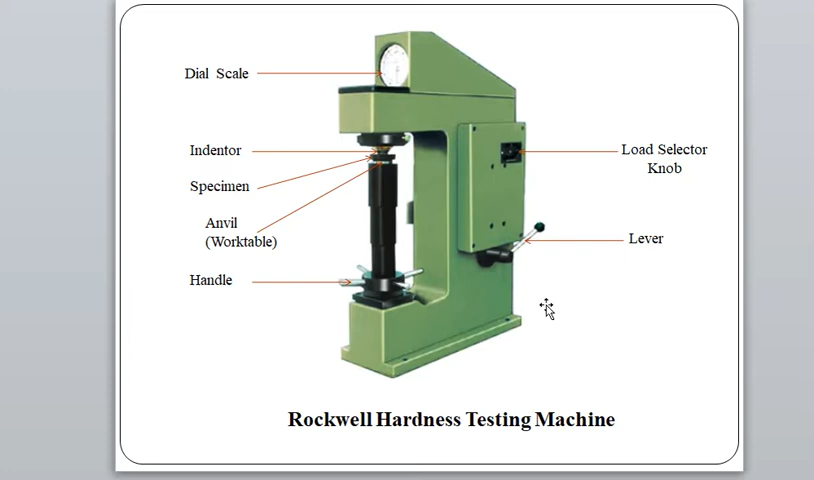 Dial Scale
Indentor
Specimen
Anvil
(Worktable)
Handle
Load Selector
Knob
Lever
Rockwell Hardness Testing Machine